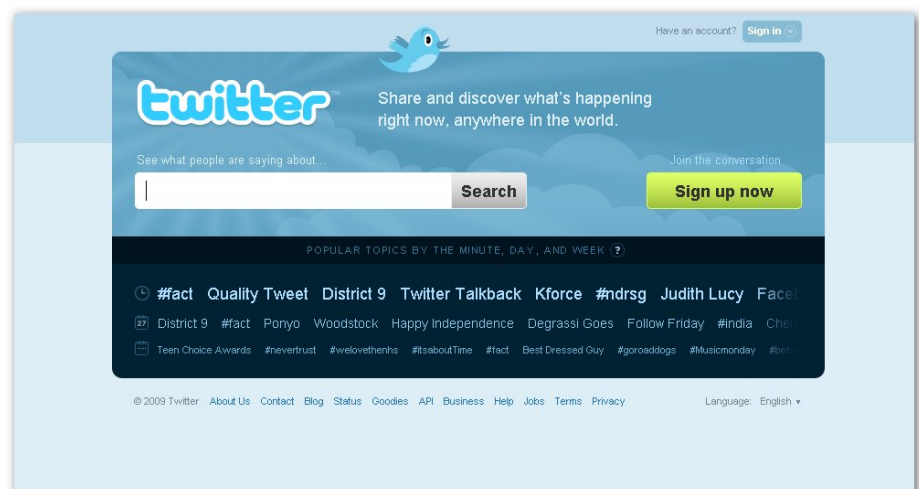 Have an account? Sign in
twitter™
Share and discover what's happening
right now, anywhere in the world.
See what people are saying about...
Join the conversation
Search
Sign up now
POPULAR TOPICS BY THE MINUTE, DAY, AND WEEK ?
#fact Quality Tweet District 9 Twitter Talkback Kforce #ndrsg Judith Lucy Face
27 District 9 #fact Ponyo Woodstock Happy Independence Degrassi Goes Follow Friday #india Che
Teen Choice Awards #nevertrust #welovethenhs #itsaboutTime #fact Best Dressed Guy #goroaddogs #Musicmonday #befo
© 2009 Twitter About Us Contact Blog Status Goodies API Business Help Jobs Terms Privacy
Language: English